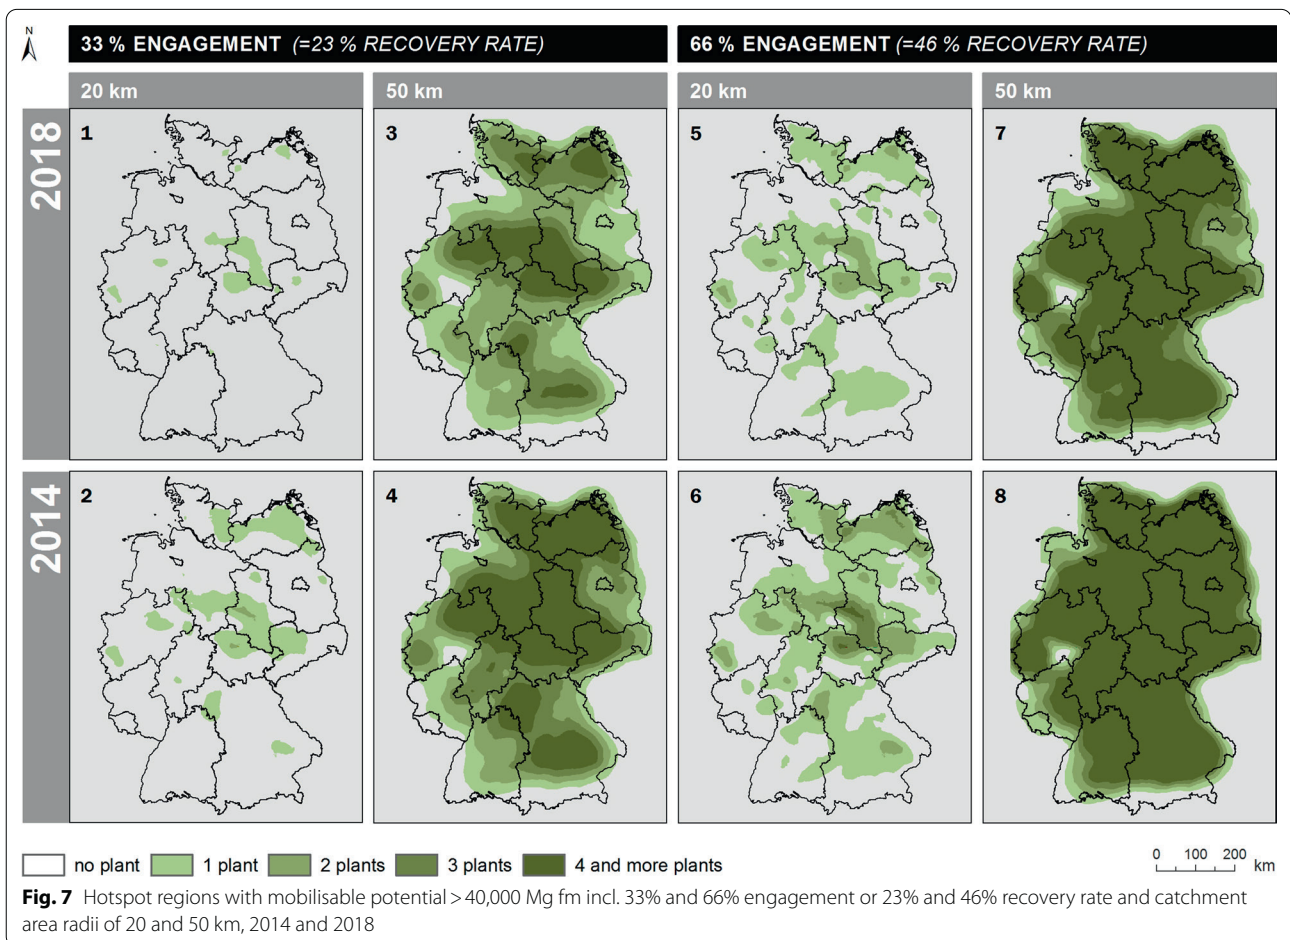 N
33 % ENGAGEMENT (=23 % RECOVERY RATE)
66 % ENGAGEMENT (=46 % RECOVERY RATE)
20 km
50 km
20 km
50 km
2018
1
3
5
7
2014
2
4
6
8
no plant
1 plant
2 plants
3 plants
4 and more plants
0 100 200 km
Fig. 7 Hotspot regions with mobilisable potential > 40,000 Mg fm incl. 33% and 66% engagement or 23% and 46% recovery rate and catchment
area radii of 20 and 50 km, 2014 and 2018